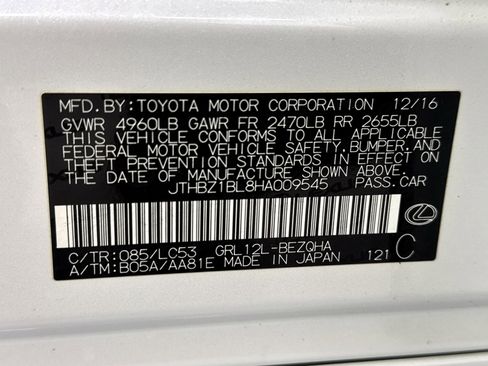 MFD.BY:TOYOTA MOTOR CORPORATION 12/16
GVWR 4960LB GAWR FR 2470LB RR 2655LB
THIS VEHICLE CONFORMS TO ALL APPLICABLE
FEDERAL MOTOR VEHICLE SAFETY,BUMPER,AND
THEFT PREVENTION STANDARDS IN EFFECT ON
THE DATE OF MANUFACTURE SHOWN ABOVE.
JTHBZ1BL8HA009545 PASS.CAR
C/TR:085/LC53 GRL12L-BEZQHA
A/TM:B05A/AA81E MADE IN JAPAN 121 C